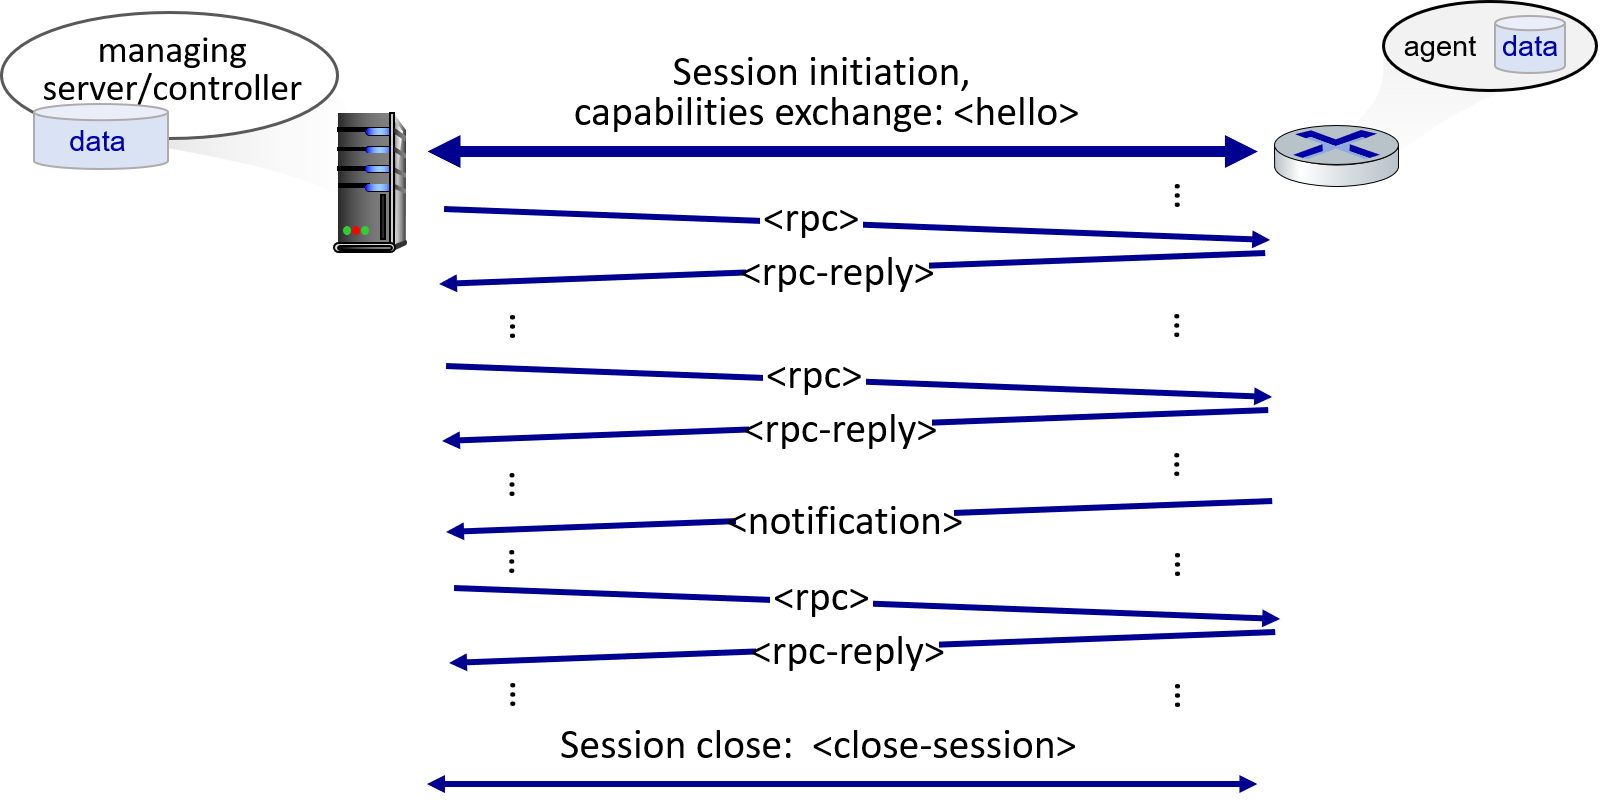 managing
server/controller
data
agent data
Session initiation,
capabilities exchange: <hello>
<rpc>
<rpc-reply>
<rpc>
<rpc-reply>
<notification>
<rpc>
<rpc-reply>
Session close: <close-session>